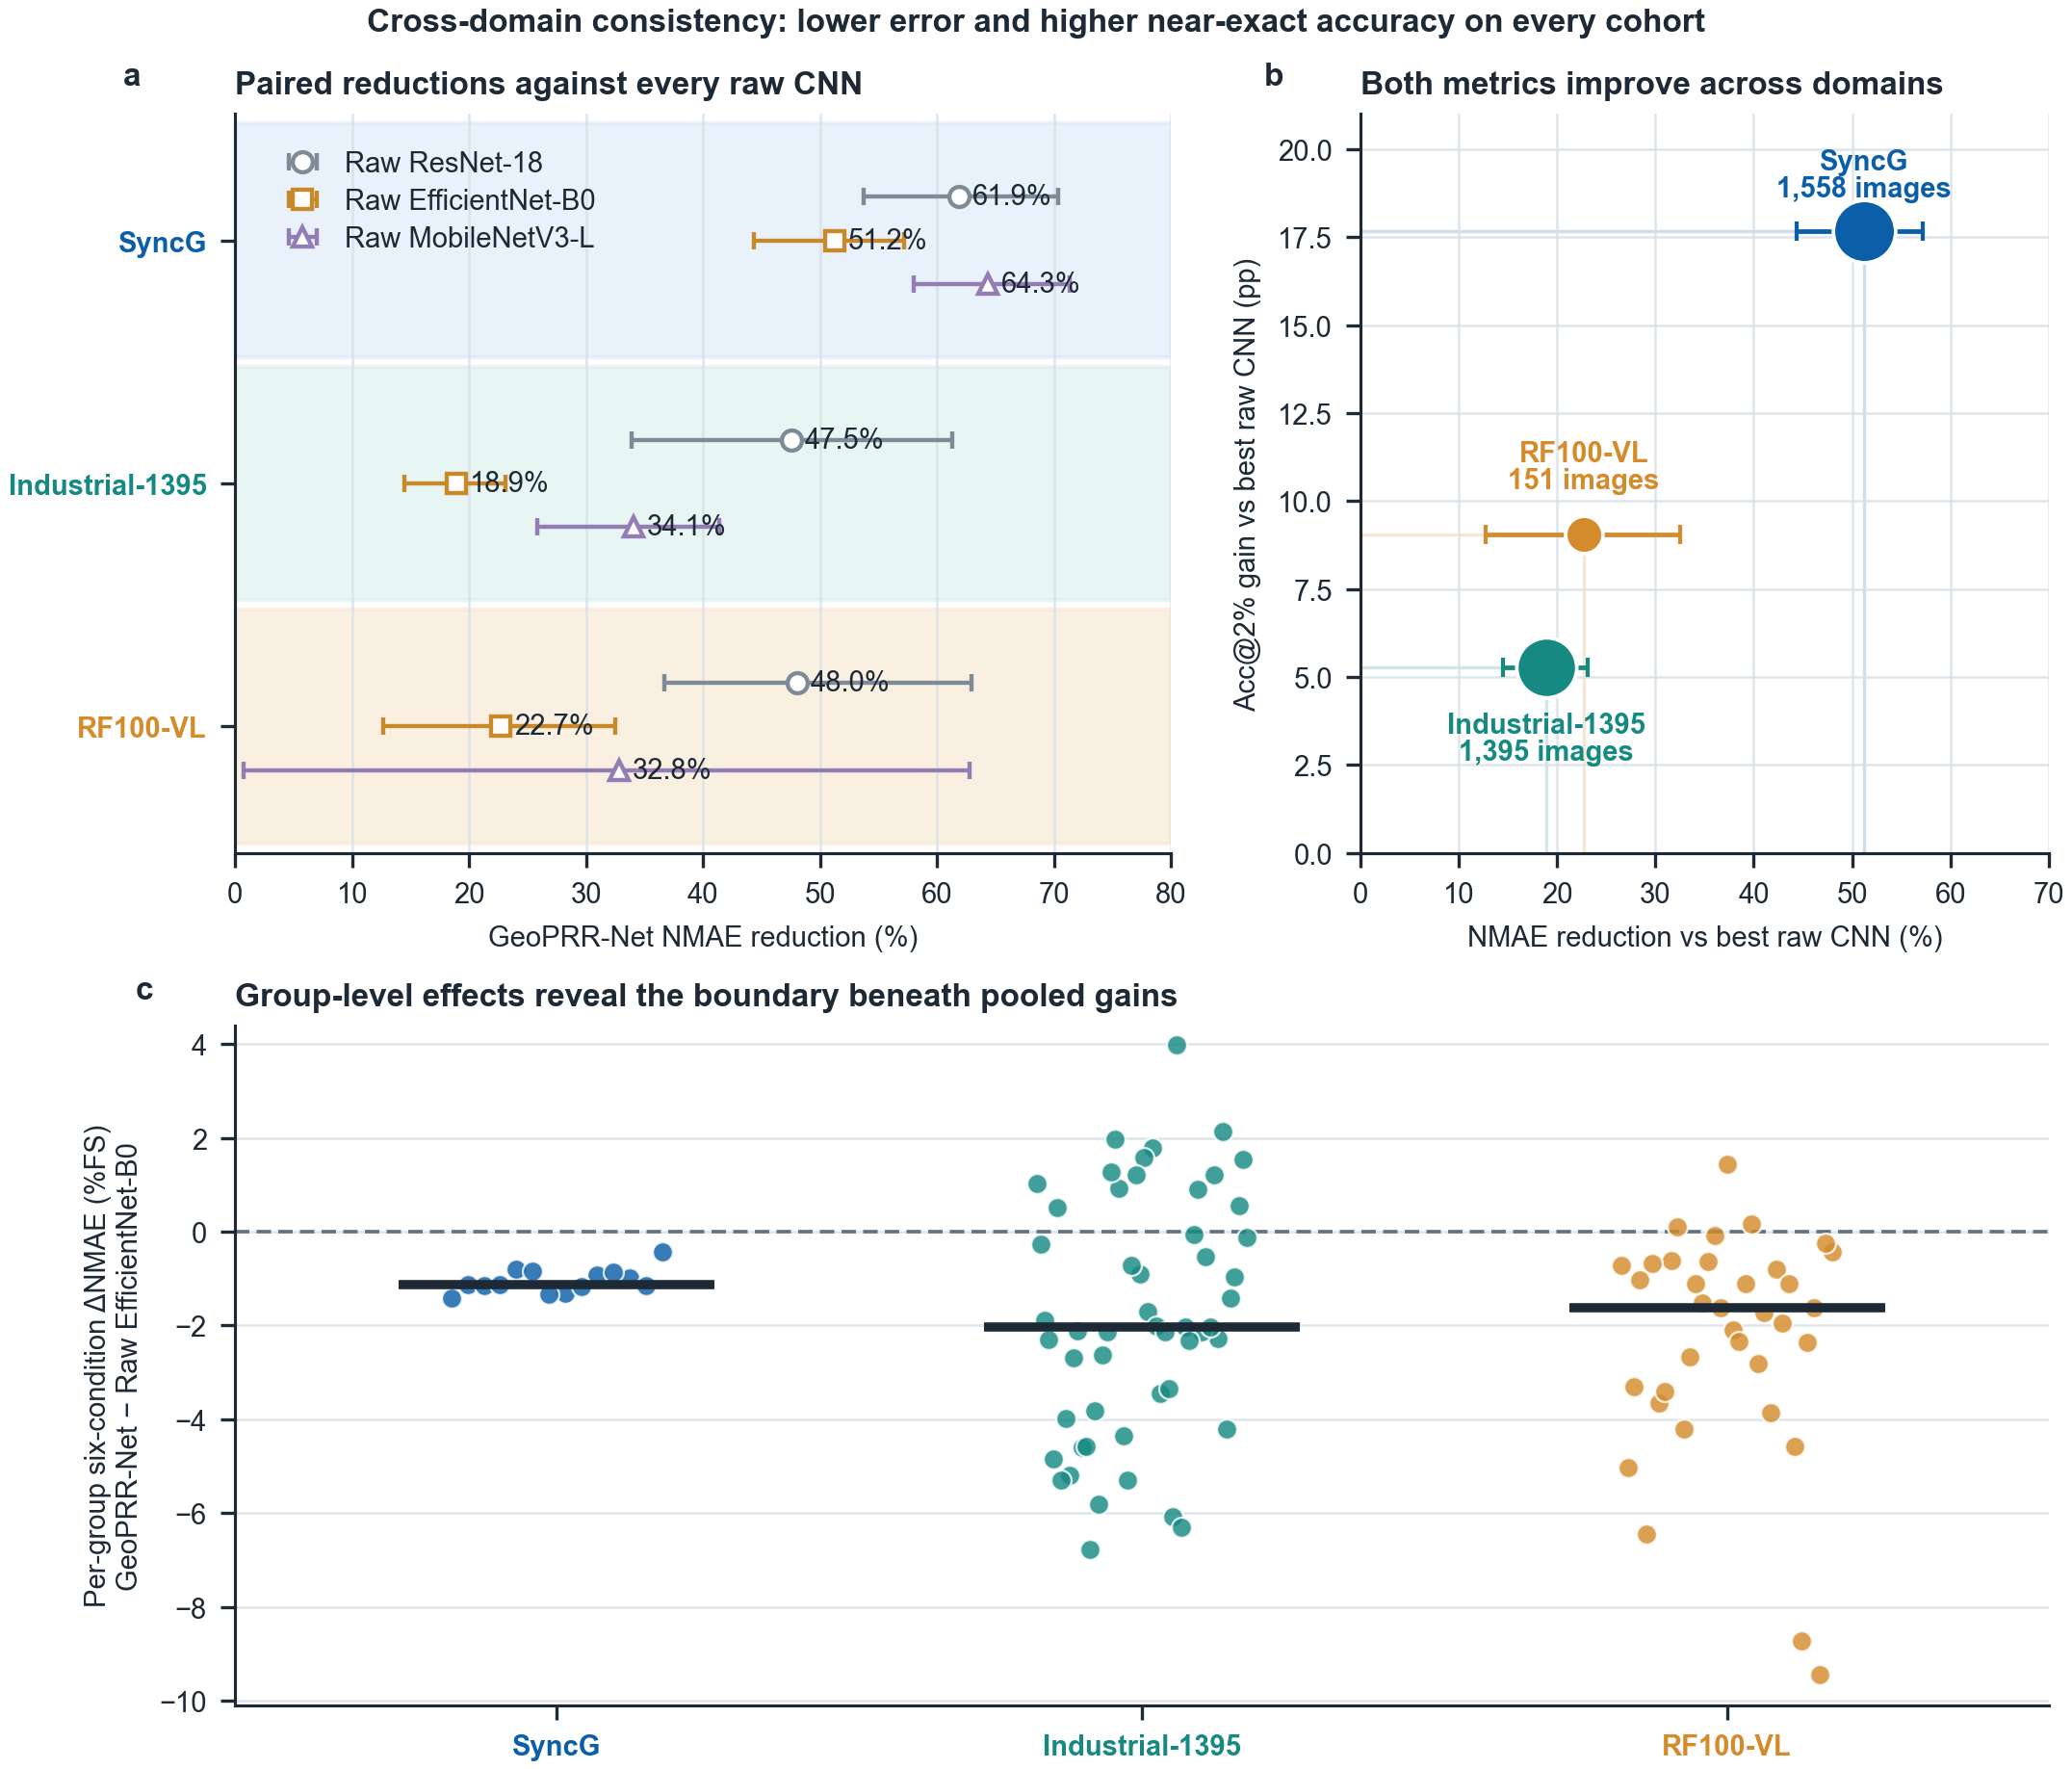 Cross-domain consistency: lower error and higher near-exact accuracy on every cohort
a
Paired reductions against every raw CNN
Raw ResNet-18
Raw EfficientNet-B0
Raw MobileNetV3-L
SyncG
Industrial-1395
RF100-VL
61.9%
51.2%
64.3%
47.5%
18.9%
34.1%
48.0%
22.7%
32.8%
0 10 20 30 40 50 60 70 80
GeoPRR-Net NMAE reduction (%)
b
Both metrics improve across domains
Acc@2% gain vs best raw CNN (pp)
20.0
17.5
15.0
12.5
10.0
7.5
5.0
2.5
0.0
SyncG
1,558 images
RF100-VL
151 images
Industrial-1395
1,395 images
0 10 20 30 40 50 60 70
NMAE reduction vs best raw CNN (%)
c
Group-level effects reveal the boundary beneath pooled gains
Per-group six-condition ΔNMAE (%FS)
GeoPRR-Net − Raw EfficientNet-B0
4
2
0
−2
−4
−6
−8
−10
SyncG
Industrial-1395
RF100-VL